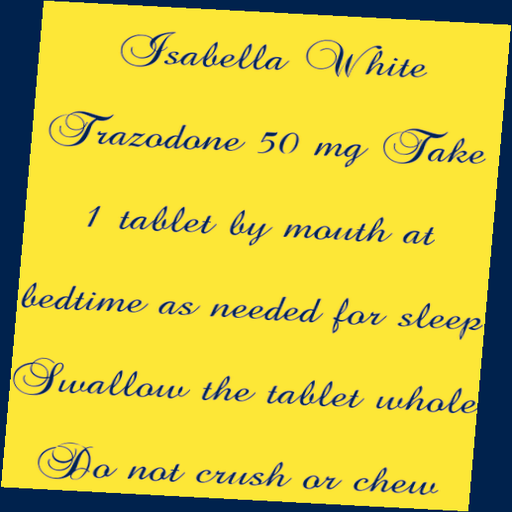 Isabella White
Trazodone 50 mg Take
1 tablet by mouth at
bedtime as needed for sleep
Swallow the tablet whole
Do not crush or chew